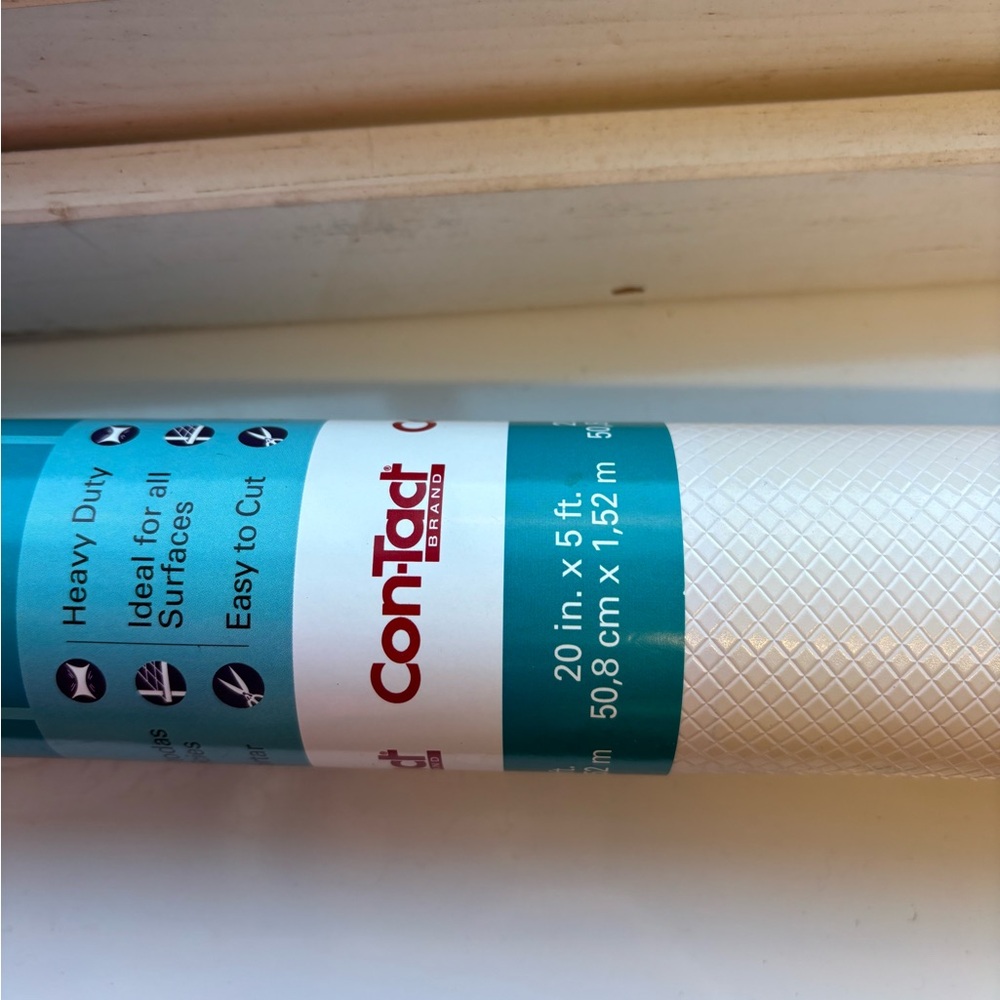 Heavy Duty
Ideal for all
Surfaces
Easy to Cut
Con-Tact®
BRAND
20 in. x 5 ft.
50,8 cm x 1,52 m